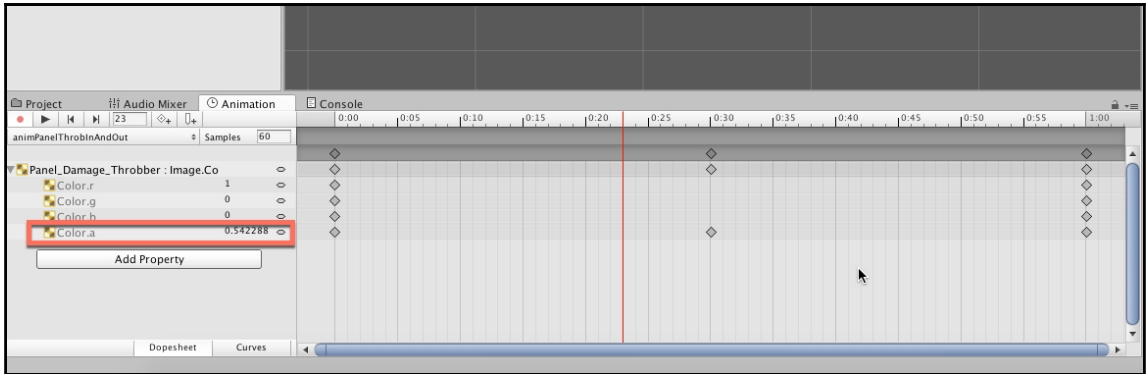 Project Audio Mixer Animation Console
23 0:00 0:05 0:10 0:15 0:20 0:25 0:30 0:35 0:40 0:45 0:50 0:55 1:00
animPanelThrobInAndOut Samples 60
Panel_Damage_Throbber : Image.Co
Color.r 1
Color.g 0
Color.b 0
Color.a 0.542288
Add Property
Dopesheet Curves